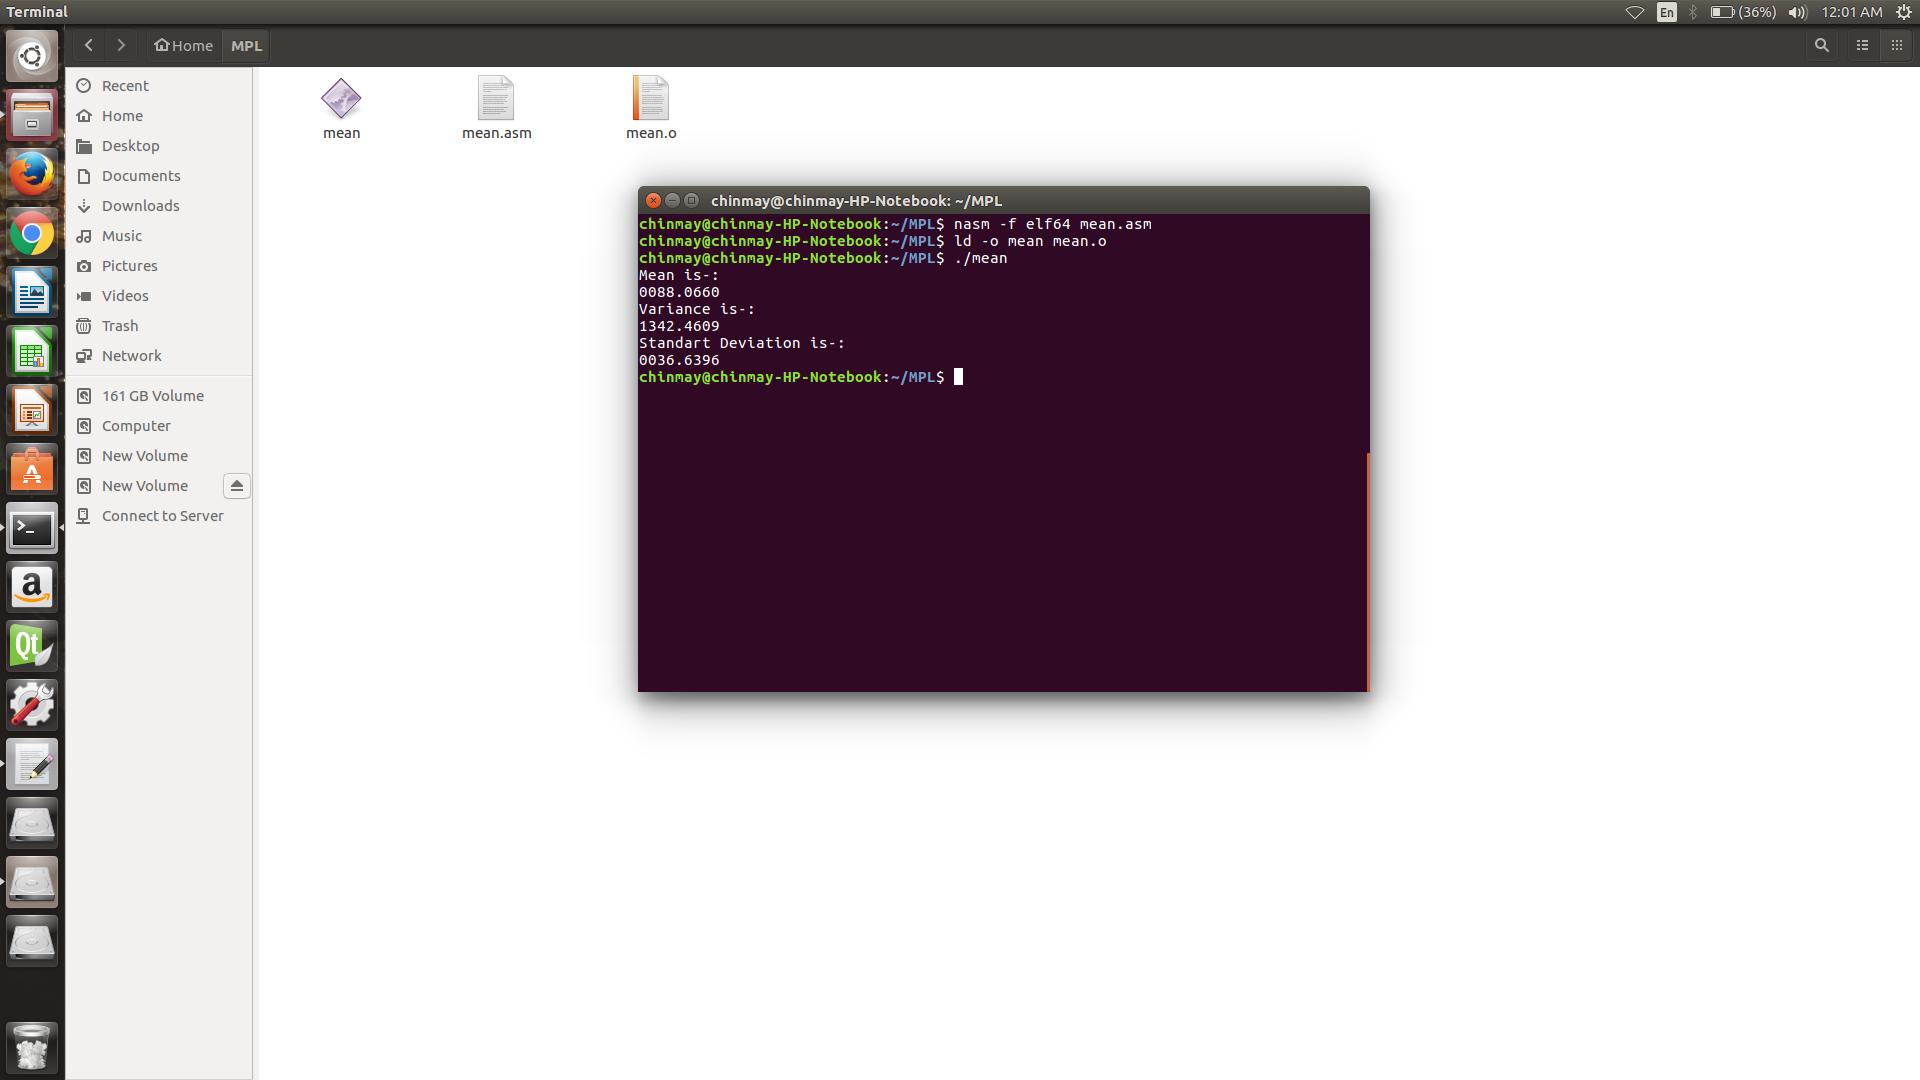 Terminal
En
(36%)
12:01 AM
Home
MPL
Recent
Home
Desktop
Documents
Downloads
Music
Pictures
Videos
Trash
Network
161 GB Volume
Computer
New Volume
New Volume
Connect to Server
mean
mean.asm
mean.o
chinmay@chinmay-HP-Notebook: ~/MPL
chinmay@chinmay-HP-Notebook:~/MPL$ nasm -f elf64 mean.asm
chinmay@chinmay-HP-Notebook:~/MPL$ ld -o mean mean.o
chinmay@chinmay-HP-Notebook:~/MPL$ ./mean
Mean is-:
0088.0660
Variance is-:
1342.4609
Standart Deviation is-:
0036.6396
chinmay@chinmay-HP-Notebook:~/MPL$
>_
a
Qt